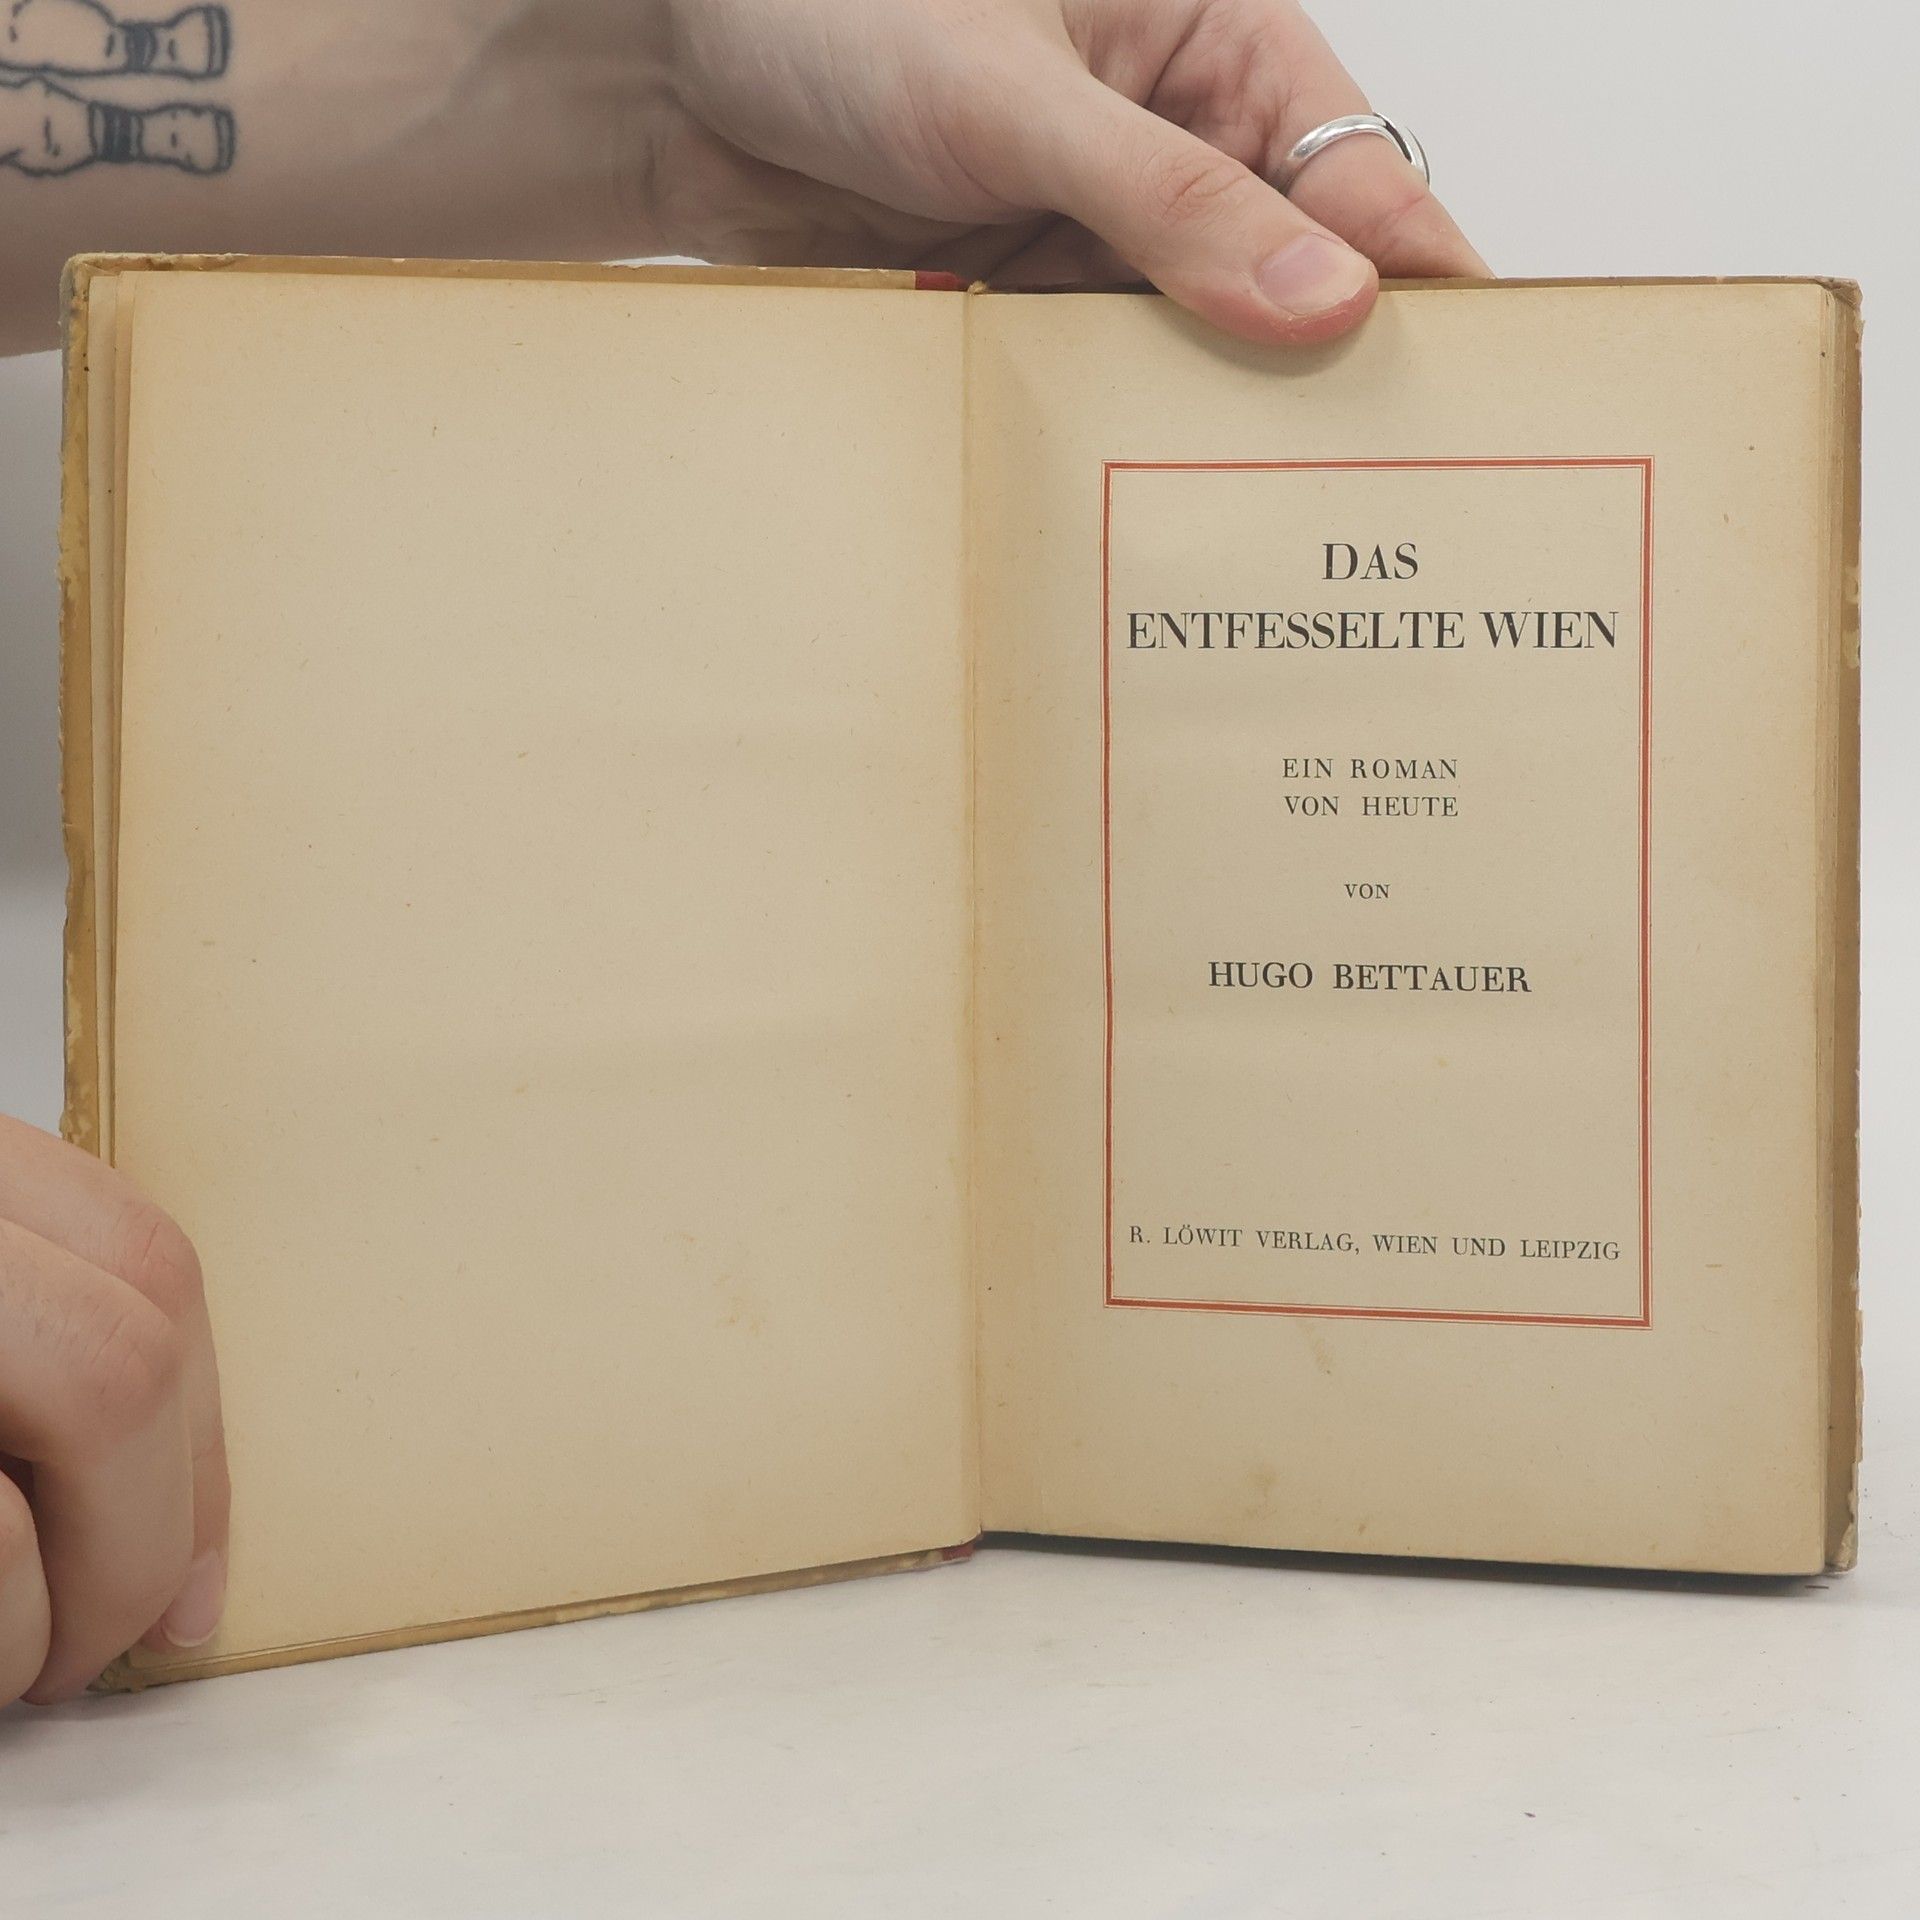 DAS
ENTFESSELTE WIEN
EIN ROMAN
VON HEUTE
VON
HUGO BETTAUER
R. LÖWIT VERLAG, WIEN UND LEIPZIG